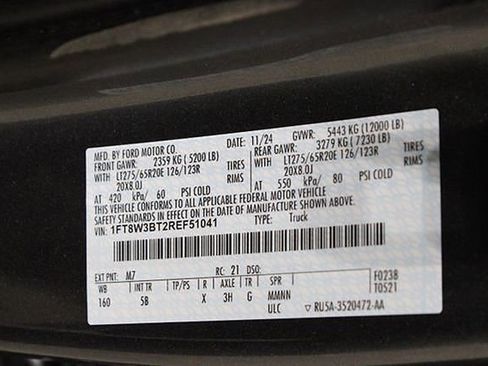 MFD. BY FORD MOTOR CO. DATE: 11/24 GVWR: 5443 KG (12000 LB)
FRONT GAWR: 2359 KG (5200 LB) REAR GAWR: 3279 KG (7230 LB)
WITH LT275/65R20E 126/123R TIRES WITH LT275/65R20E 126/123R TIRES
20X8.0J RIMS 20X8.0J RIMS
AT 420 kPa/ 60 PSI COLD AT 550 kPa/ 80 PSI COLD
THIS VEHICLE CONFORMS TO ALL APPLICABLE FEDERAL MOTOR VEHICLE
SAFETY STANDARDS IN EFFECT ON THE DATE OF MANUFACTURE SHOWN ABOVE.
VIN: 1FT8W3BT2REF51041 TYPE: Truck
EXT PNT: M7 RC: 21 DSO: F0238
WB INT TR TP/PS R AXLE TR SPR T0521
160 5B X 3H G MMNN
ULC ▽ RU5A-3520472-AA